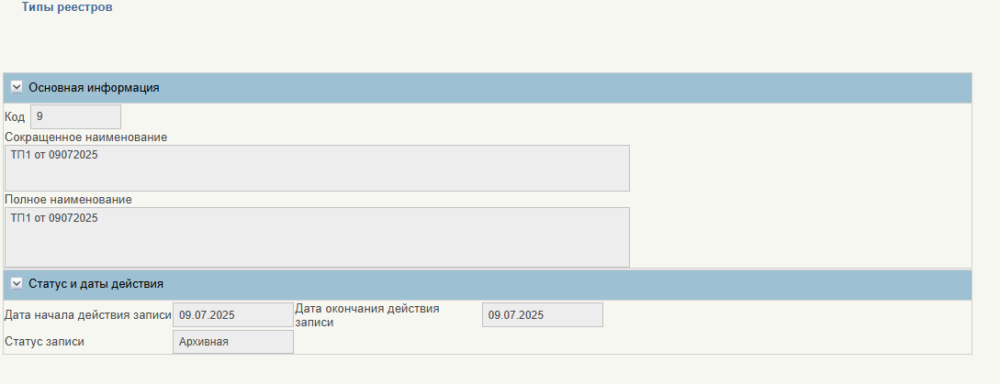 Типы реестров
Основная информация
Код 9
Сокращенное наименование
ТП1 от 09072025
Полное наименование
ТП1 от 09072025
Статус и даты действия
Дата начала действия записи 09.07.2025 Дата окончания действия записи 09.07.2025
Статус записи Архивная